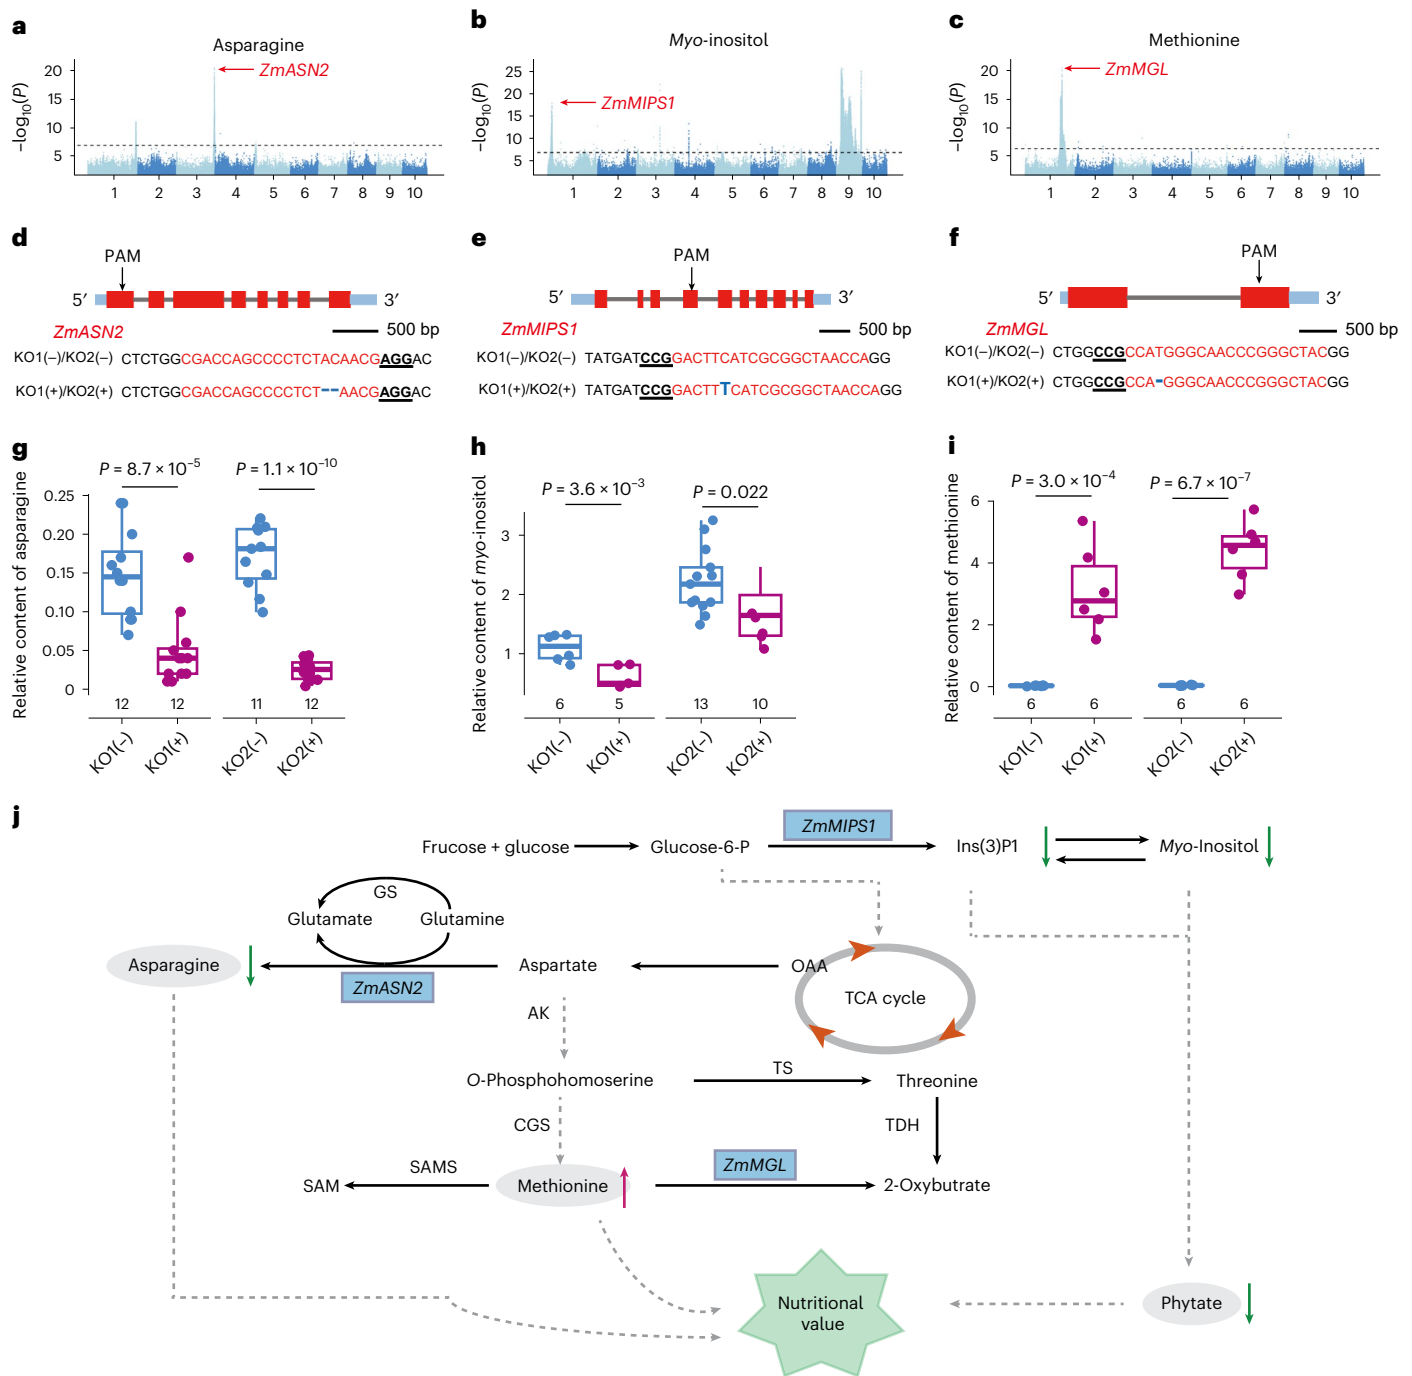 a
Asparagine
ZmASN2
−log10(P)
20
15
10
5
1 2 3 4 5 6 7 8 9 10
b
Myo-inositol
ZmMIPS1
−log10(P)
25
20
15
10
5
1 2 3 4 5 6 7 8 9 10
c
Methionine
ZmMGL
−log10(P)
20
15
10
5
1 2 3 4 5 6 7 8 9 10
d
PAM
5′ 3′
ZmASN2
500 bp
KO1(−)/KO2(−) CTCTGGCGACCAGCCCCTCTACAACGAGGAC
KO1(+)/KO2(+) CTCTGGCGACCAGCCCCTCT--AACGAGGAC
e
PAM
5′ 3′
ZmMIPS1
500 bp
KO1(−)/KO2(−) TATGATCCGGACTTCATCGCGGCTAACCAGG
KO1(+)/KO2(+) TATGATCCGGACTTTCATCGCGGCTAACCAGG
f
PAM
5′ 3′
ZmMGL
500 bp
KO1(−)/KO2(−) CTGGCCGCCATGGGCAACCCGGGCTACGG
KO1(+)/KO2(+) CTGGCCGCCA-GGGCAACCCGGGCTACGG
g
P = 8.7 × 10−5 P = 1.1 × 10−10
Relative content of asparagine
0.25
0.20
0.15
0.10
0.05
0
12 12 11 12
KO1(-) KO1(+) KO2(-) KO2(+)
h
P = 3.6 × 10−3 P = 0.022
Relative content of myo-inositol
3
2
1
6 5 13 10
KO1(-) KO1(+) KO2(-) KO2(+)
i
P = 3.0 × 10−4 P = 6.7 × 10−7
Relative content of methionine
6
4
2
0
6 6 6 6
KO1(-) KO1(+) KO2(-) KO2(+)
j
ZmMIPS1
Frucose + glucose Glucose-6-P Ins(3)P1 Myo-Inositol
GS
Glutamate Glutamine
Asparagine Aspartate OAA
ZmASN2
TCA cycle
AK
O-Phosphohomoserine TS Threonine
CGS TDH
SAMS ZmMGL
SAM Methionine 2-Oxybutrate
Nutritional
value
Phytate